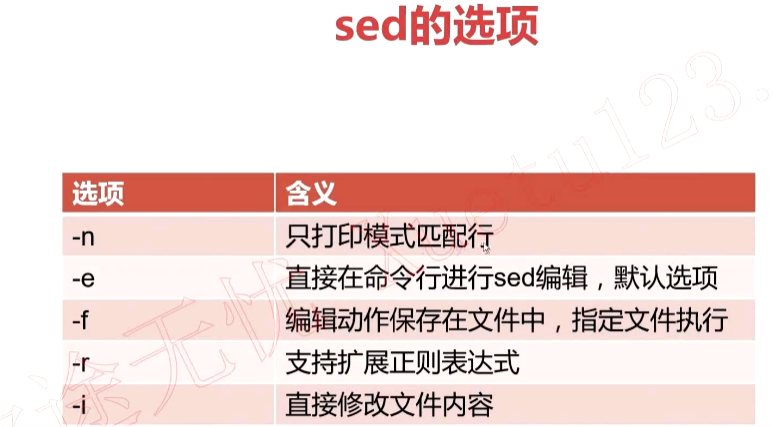 sed的选项
选项 含义
-n 只打印模式匹配行
-e 直接在命令行进行sed编辑，默认选项
-f 编辑动作保存在文件中，指定文件执行
-r 支持扩展正则表达式
-i 直接修改文件内容
途无忧 xuetu123.